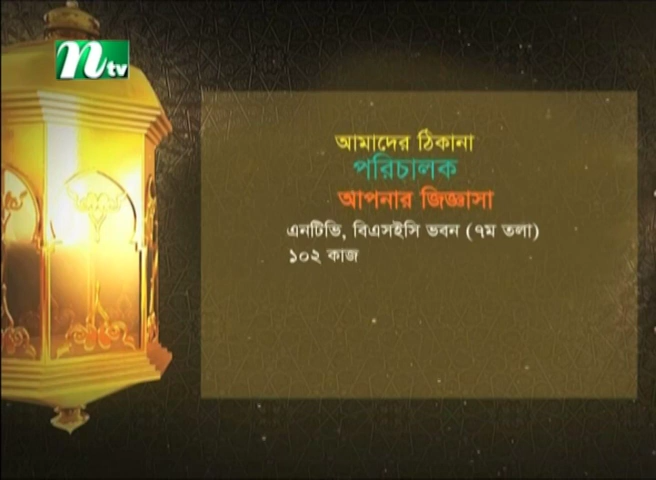 ntv
আমাদের ঠিকানা
পরিচালক
আপনার জিজ্ঞাসা
এনটিভি, বিএসইসি ভবন (৭ম তলা)
১০২ কাজ